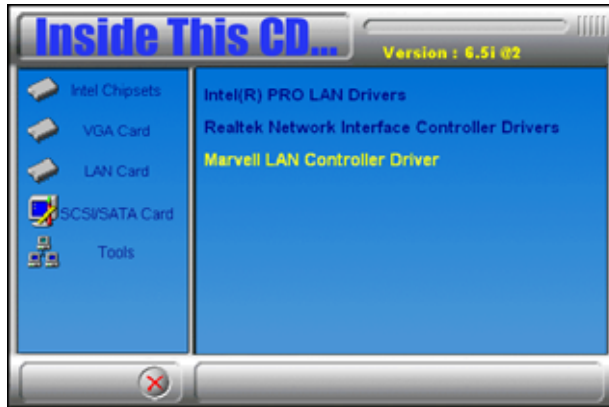 Inside This CD...
Version : 6.5i @2
Intel Chipsets
VGA Card
LAN Card
SCSI/SATA Card
Tools
Intel(R) PRO LAN Drivers
Realtek Network Interface Controller Drivers
Marvell LAN Controller Driver